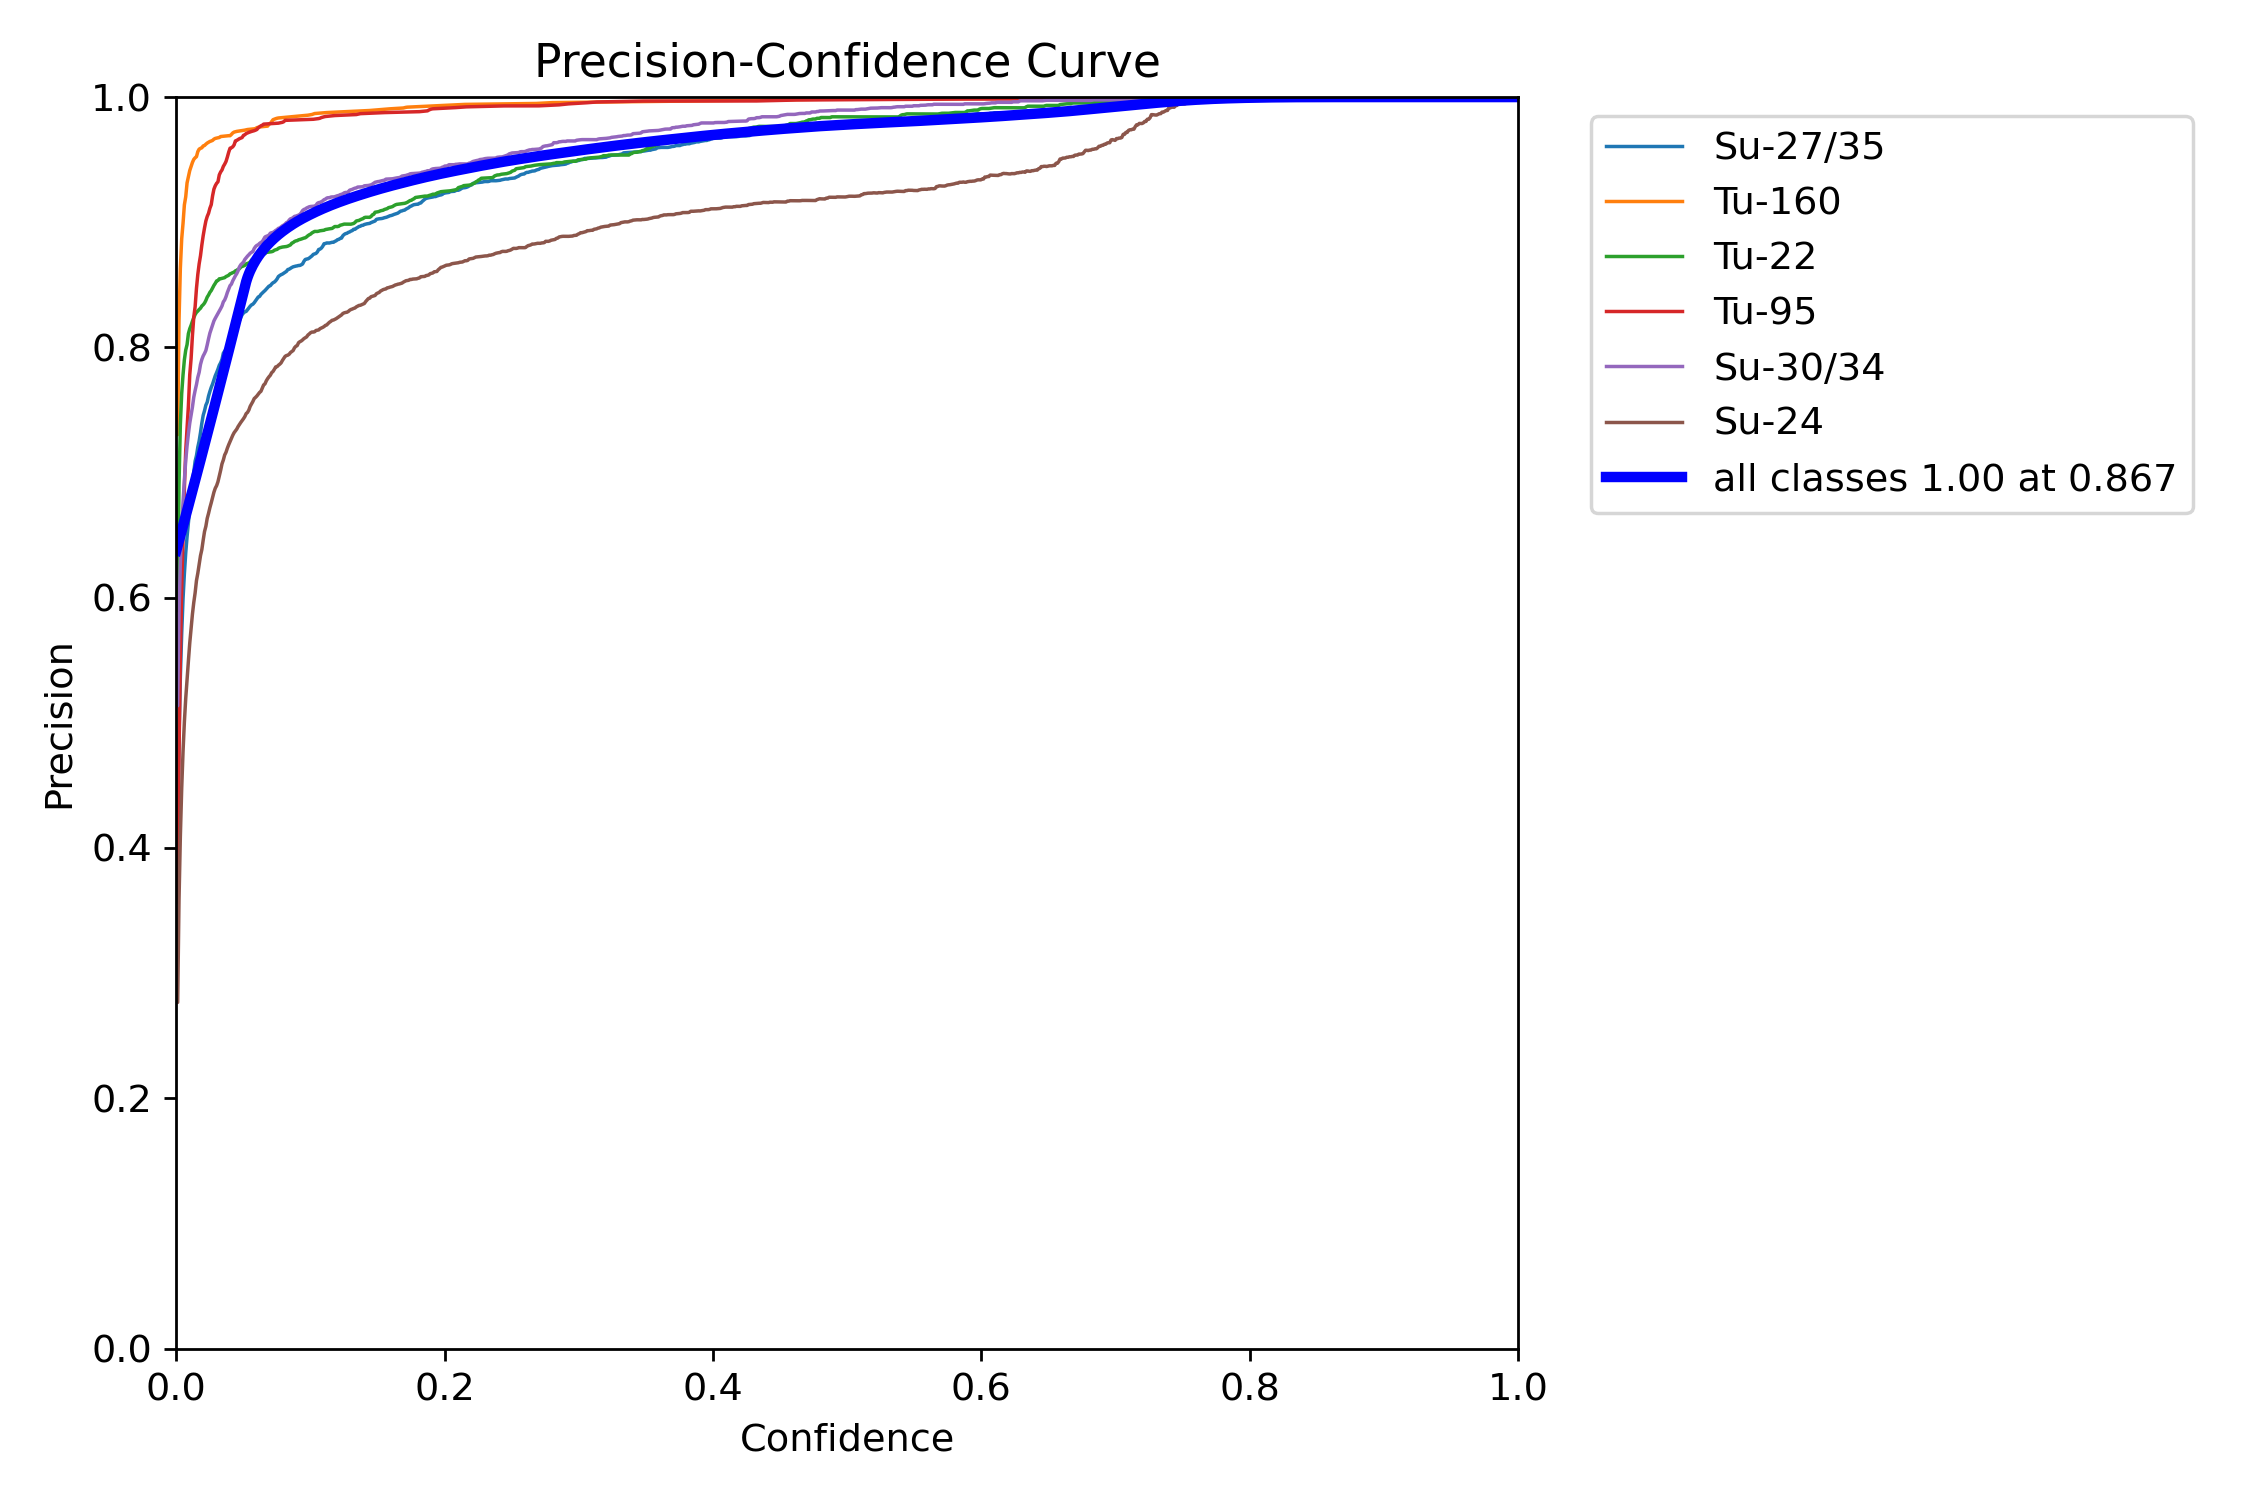 Precision-Confidence Curve
1.0
0.8
0.6
0.4
0.2
0.0
Precision
0.0 0.2 0.4 0.6 0.8 1.0
Confidence
Su-27/35
Tu-160
Tu-22
Tu-95
Su-30/34
Su-24
all classes 1.00 at 0.867